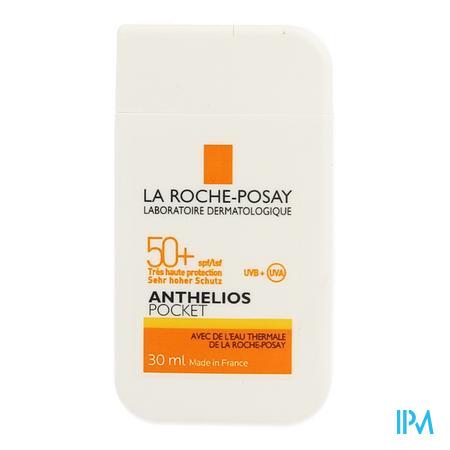 LA ROCHE-POSAY
LABORATOIRE DERMATOLOGIQUE
50+ spf/lsf
Très haute protection
Sehr hoher Schutz
UVB + UVA
ANTHELIOS
POCKET
AVEC DE L'EAU THERMALE
DE LA ROCHE-POSAY
30 ml Made in France
IPM